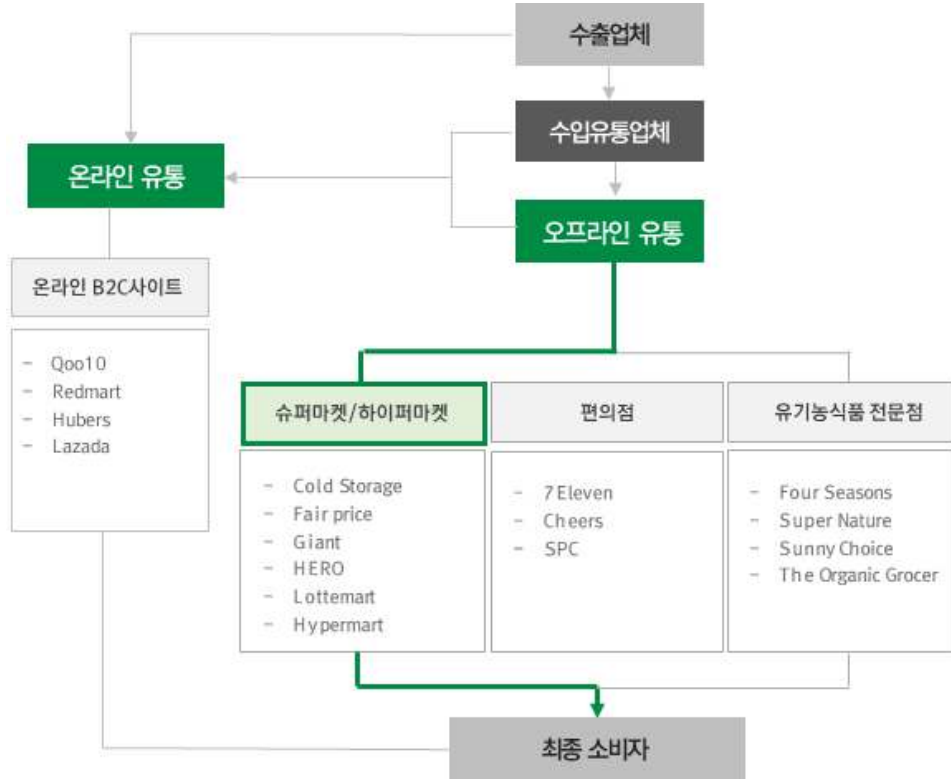 수출업체
수입유통업체
온라인 유통
오프라인 유통
온라인 B2C사이트
- Qoo10
- Redmart
- Hubers
- Lazada
슈퍼마켓/하이퍼마켓
- Cold Storage
- Fair price
- Giant
- HERO
- Lottemart
- Hypermart
편의점
- 7 Eleven
- Cheers
- SPC
유기농식품 전문점
- Four Seasons
- Super Nature
- Sunny Choice
- The Organic Grocer
최종 소비자